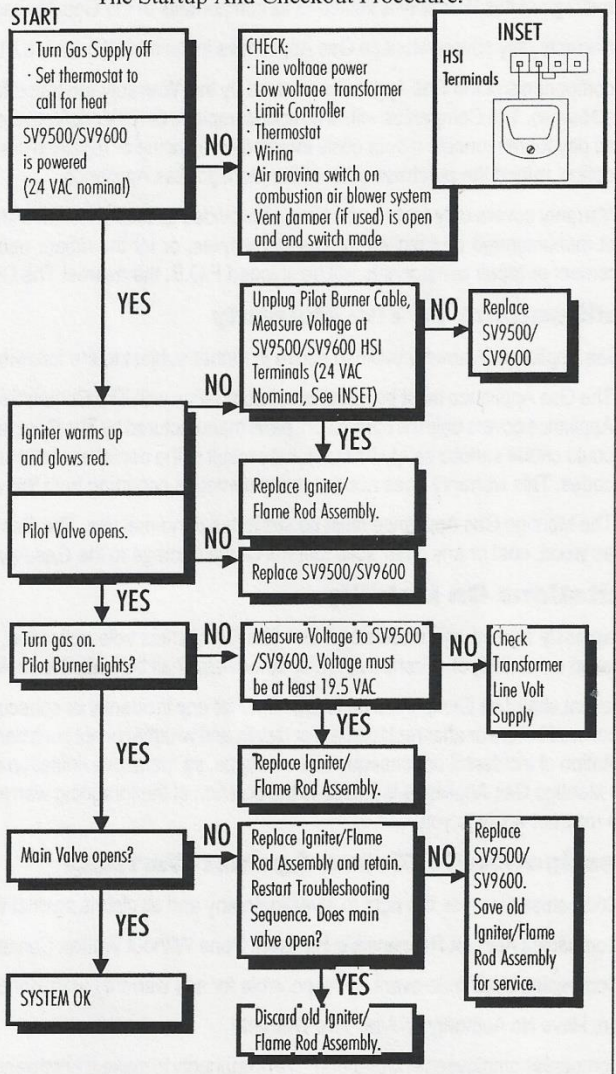 The Startup And Checkout Procedure.
START
· Turn Gas Supply off
· Set thermostat to
call for heat
SV9500/SV9600
is powered
(24 VAC nominal)
NO
CHECK:
· Line voltaae power
· Low voltaae transformer
· Limit Controller
· Thermostat
· Wirina
· Air provina switch on
combustion air blower system
· Vent damper (if used) is open
and end switch made
INSET
HSI
Terminals
YES
Unplug Pilot Burner Cable,
Measure Voltage at
SV9500/SV9600 HSI
Terminals (24 VAC
Nominal, See INSET)
NO
Replace
SV9500/
SV9600
NO
Igniter warms up
and glows red.
YES
Replace Igniter/
Flame Rod Assembly.
Pilot Valve opens.
NO
Replace SV9500/SV9600
YES
Turn gas on.
Pilot Burner lights?
NO
Measure Voltage to SV9500
/SV9600. Voltage must
be at least 19.5 VAC
NO
Check
Transformer
Line Volt
Supply
YES
YES
Replace Igniter/
Flame Rod Assembly.
Main Valve opens?
NO
Replace Igniter/Flame
Rod Assembly and retain.
Restart Troubleshooting
Sequence. Does main
valve open?
NO
Replace
SV9500/
SV9600.
Save old
Igniter/Flame
Rod Assembly
for service.
YES
SYSTEM OK
YES
Discard old Igniter/
Flame Rod Assembly.